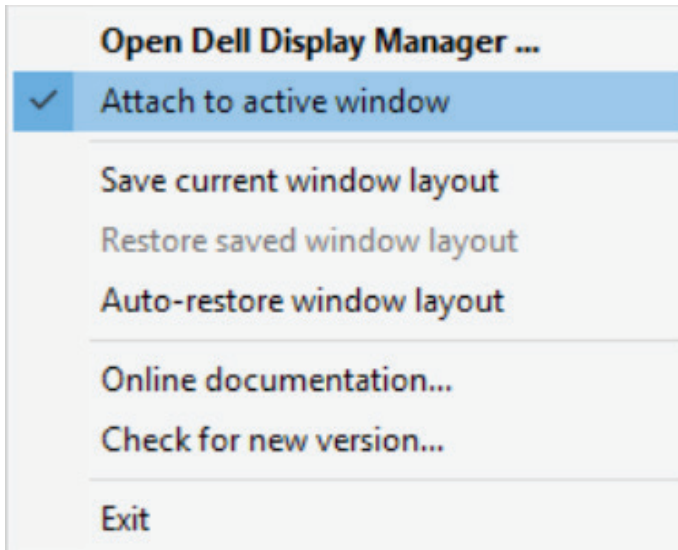 Open Dell Display Manager ...
Attach to active window
Save current window layout
Restore saved window layout
Auto-restore window layout
Online documentation...
Check for new version...
Exit